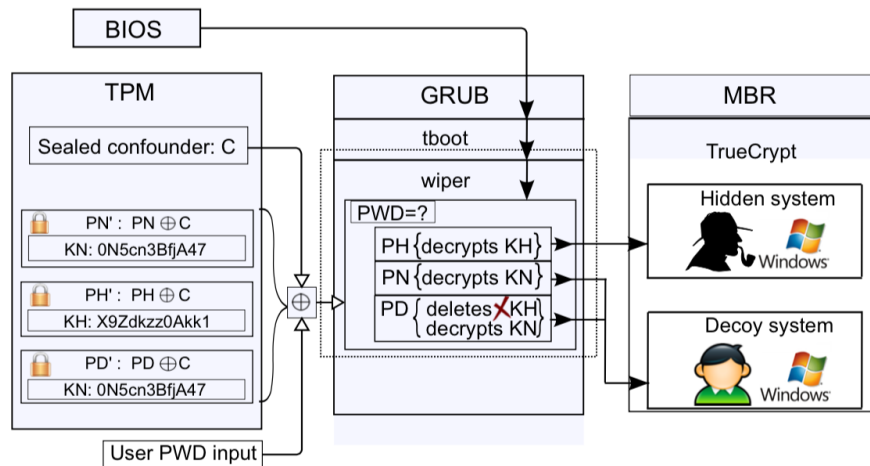 BIOS
TPM
Sealed confounder: C
PN' : PN ⊕ C
KN: 0N5cn3BfjA47
PH' : PH ⊕ C
KH: X9Zdkzz0Akk1
PD' : PD ⊕ C
KN: 0N5cn3BfjA47
User PWD input
⊕
GRUB
tboot
wiper
PWD=?
PH {decrypts KH}
PN {decrypts KN}
PD { deletes ✗ KH
decrypts KN }
MBR
TrueCrypt
Hidden system
Windows
Decoy system
Windows